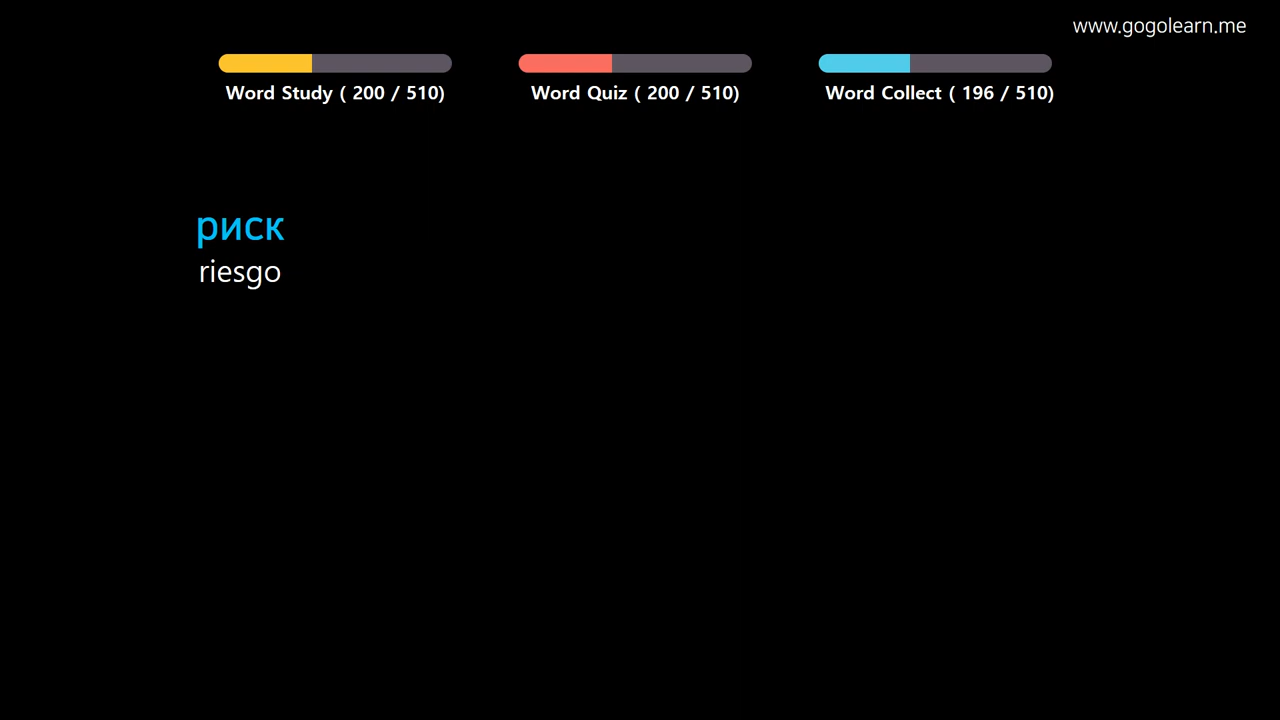 www.gogolearn.me
Word Study ( 200 / 510)
Word Quiz ( 200 / 510)
Word Collect ( 196 / 510)
риск
riesgo